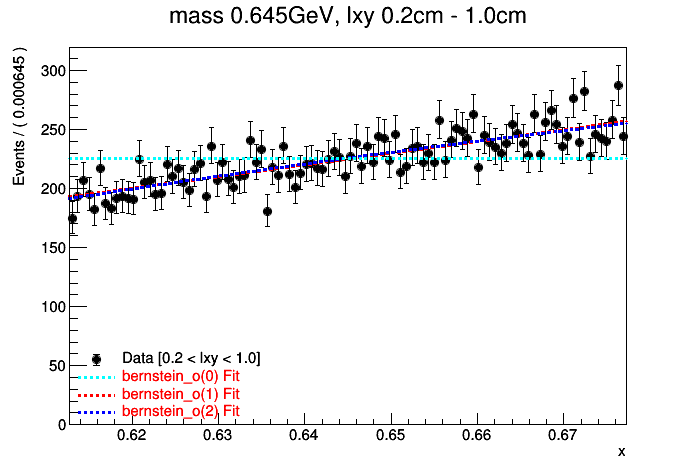 mass 0.645GeV, lxy 0.2cm - 1.0cm
Events / ( 0.000645 )
300
250
200
150
100
50
0
Data [0.2 < lxy < 1.0]
bernstein_o(0) Fit
bernstein_o(1) Fit
bernstein_o(2) Fit
0.62 0.63 0.64 0.65 0.66 0.67
x